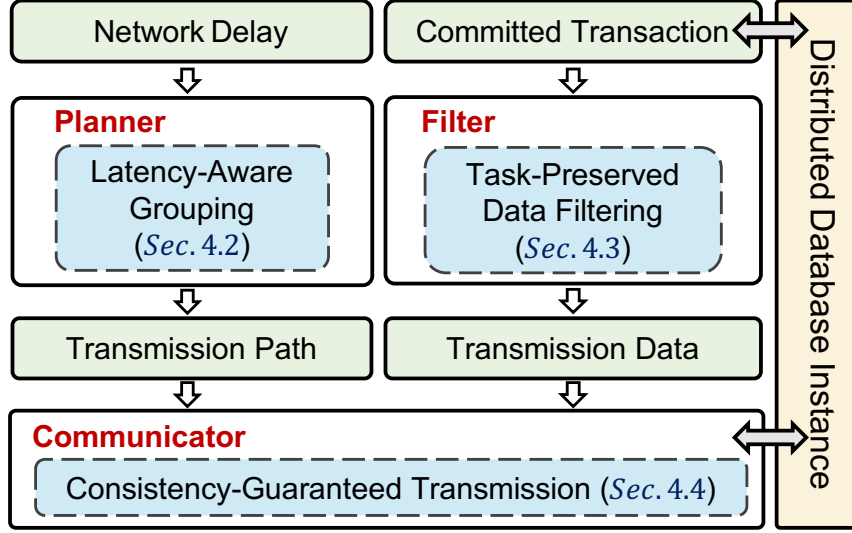 Network Delay
Committed Transaction
Planner
Latency-Aware
Grouping
(Sec. 4.2)
Filter
Task-Preserved
Data Filtering
(Sec. 4.3)
Transmission Path
Transmission Data
Communicator
Consistency-Guaranteed Transmission (Sec. 4.4)
Distributed Database Instance